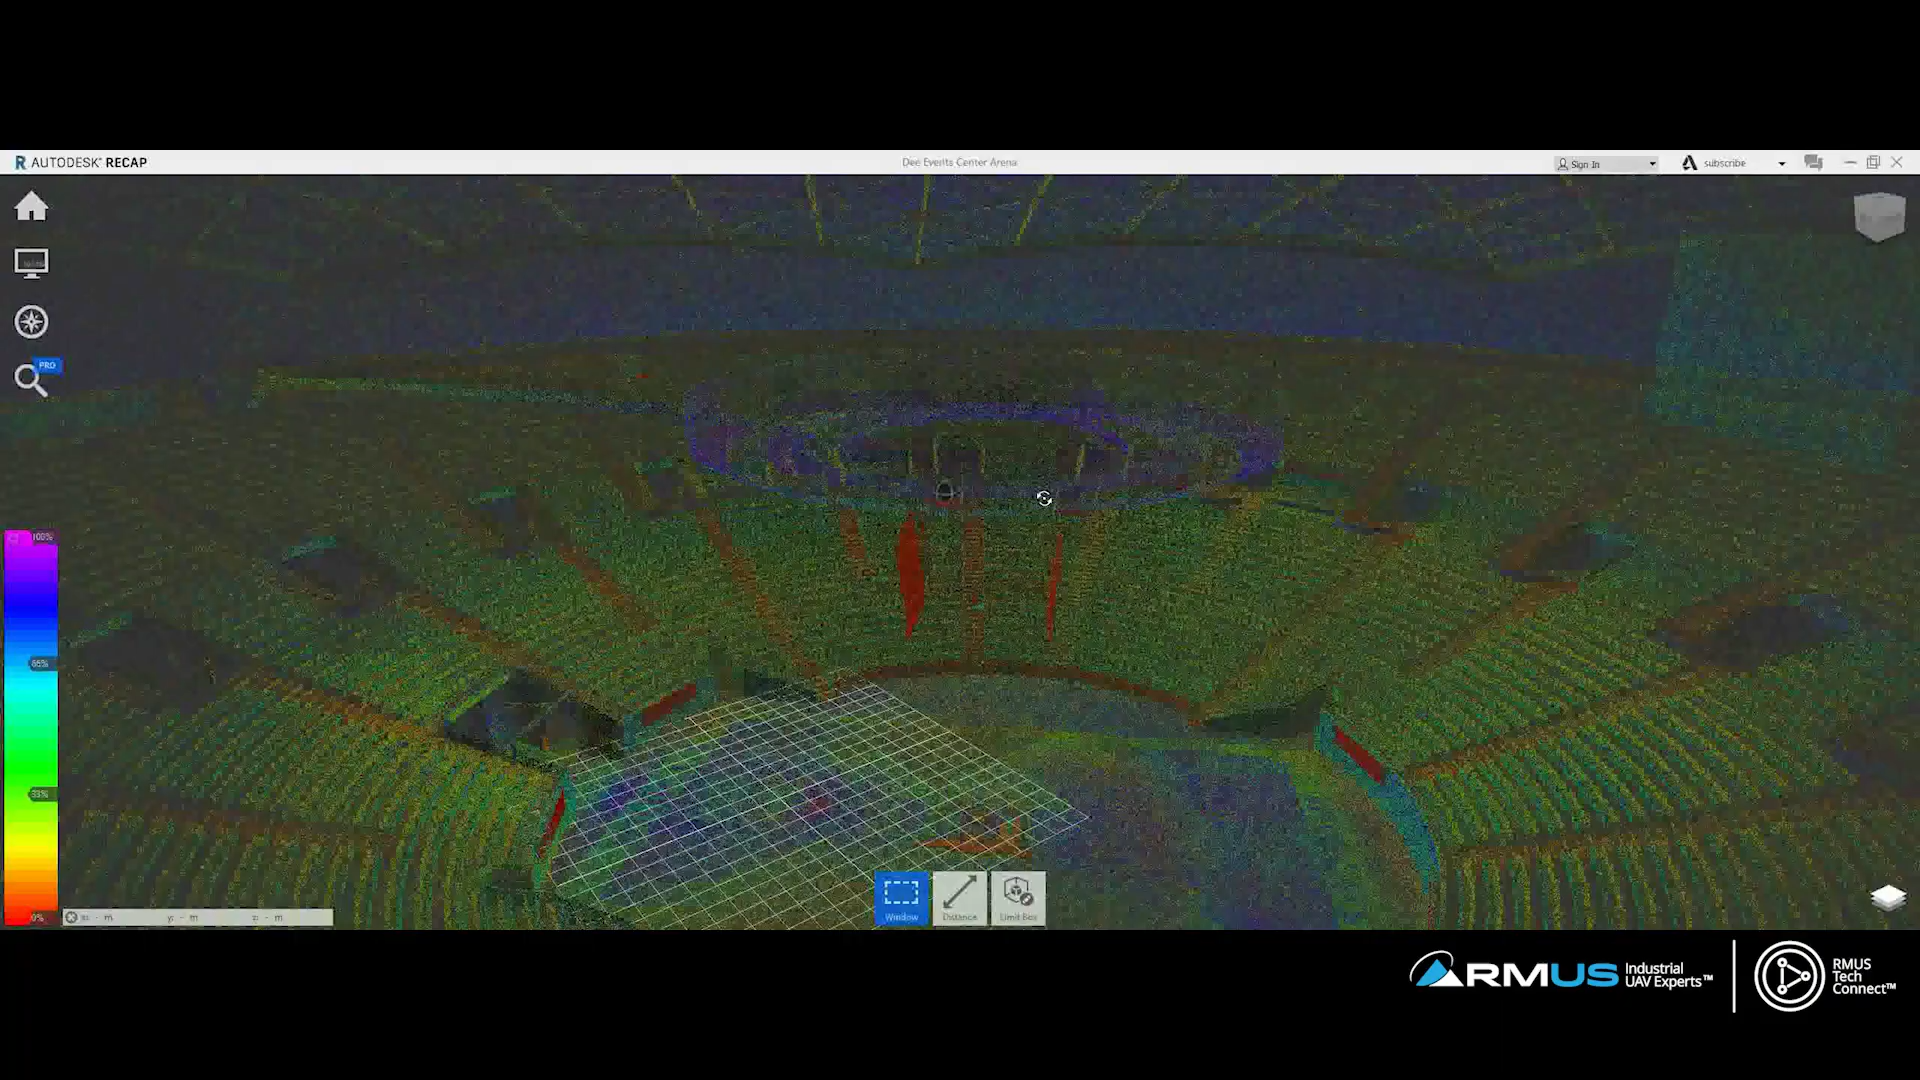 R AUTODESK® RECAP
Dee Events Center Arena
Sign In
subscribe
PRO
100%
66%
33%
0%
x: - m y: - m z: - m
Window
Distance
Limit Box
RMUS
Industrial
UAV Experts™
RMUS
Tech
Connect™